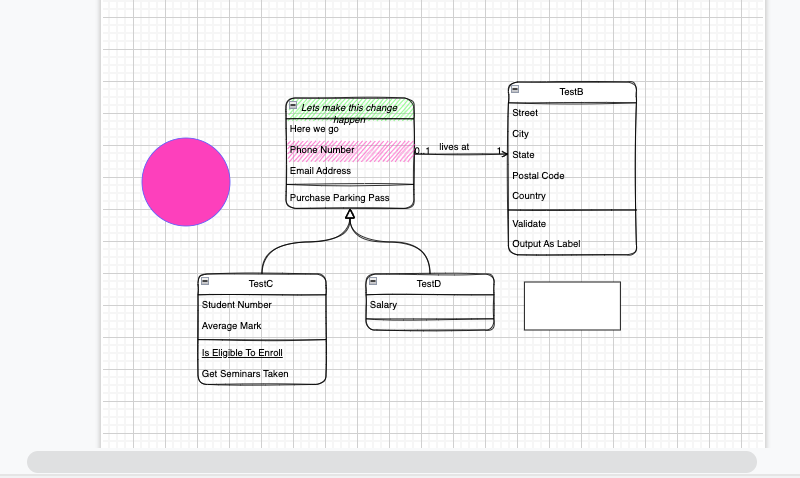 Lets make this change
happen
Here we go
Phone Number
Email Address
Purchase Parking Pass
0..1
lives at
1
TestB
Street
City
State
Postal Code
Country
Validate
Output As Label
TestC
Student Number
Average Mark
Is Eligible To Enroll
Get Seminars Taken
TestD
Salary